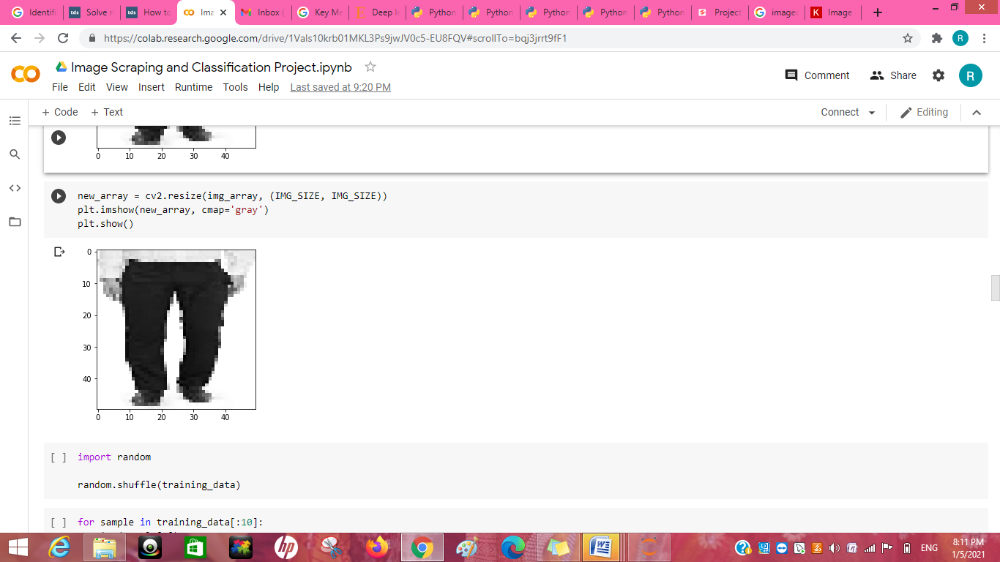 Identifi
Solve r
How to
Ima
Inbox (
Key Me
Deep le
Python
Python
Python
Python
Python
Project
image
Image
https://colab.research.google.com/drive/1Vals10krb01MKL3Ps9jwJV0c5-EU8FQV#scrollTo=bqj3jrrt9fF1
R
Image Scraping and Classification Project.ipynb
Comment
Share
R
File Edit View Insert Runtime Tools Help Last saved at 9:20 PM
+ Code + Text
Connect
Editing
0 10 20 30 40
new_array = cv2.resize(img_array, (IMG_SIZE, IMG_SIZE))
plt.imshow(new_array, cmap='gray')
plt.show()
0
10
20
30
40
0 10 20 30 40
[ ] import random
random.shuffle(training_data)
[ ] for sample in training_data[:10]:
ENG
8:11 PM
1/5/2021